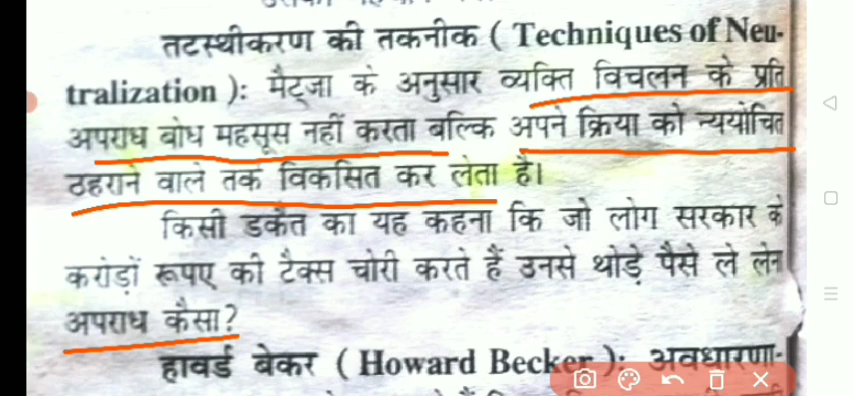 तटस्थीकरण की तकनीक ( Techniques of Neu-
tralization ): मैट्जा के अनुसार व्यक्ति विचलन के प्रति
अपराध बोध महसूस नहीं करता बल्कि अपने क्रिया को न्ययोचित
ठहराने वाले तर्क विकसित कर लेता है।
किसी डकैत का यह कहना कि जो लोग सरकार के
करोड़ों रूपए की टैक्स चोरी करते हैं उनसे थोड़े पैसे ले लेन
अपराध कैसा?
हावर्ड बेकर ( Howard Becker ): अवधारणा-